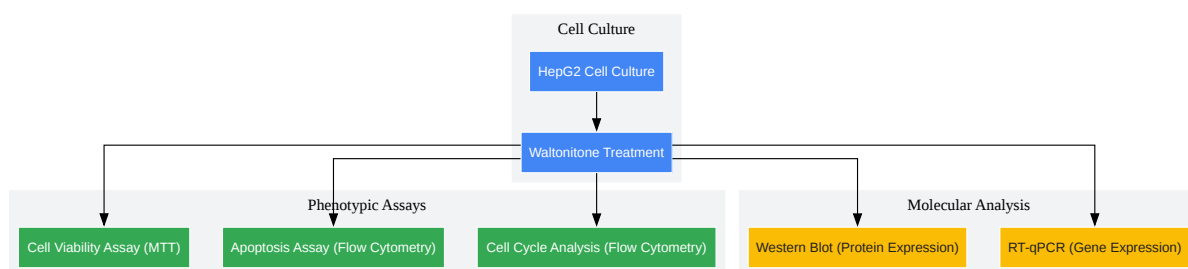 Cell Culture
HepG2 Cell Culture
Waltonitone Treatment
Phenotypic Assays
Molecular Analysis
Cell Viability Assay (MTT)
Apoptosis Assay (Flow Cytometry)
Cell Cycle Analysis (Flow Cytometry)
Western Blot (Protein Expression)
RT-qPCR (Gene Expression)